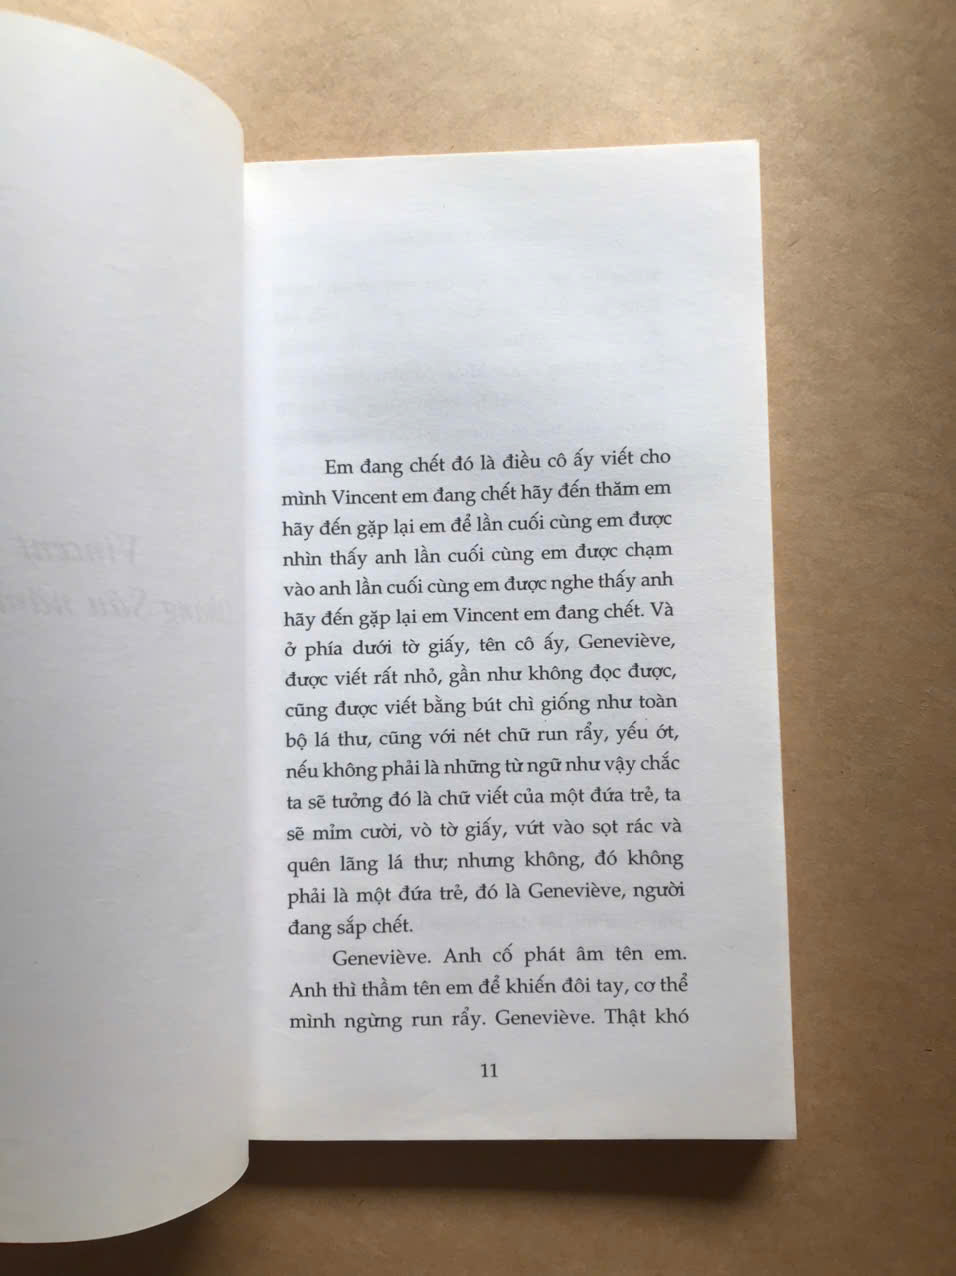 Em đang chết đó là điều cô ấy viết cho
mình Vincent em đang chết hãy đến thăm em
hãy đến gặp lại em để lần cuối cùng em được
nhìn thấy anh lần cuối cùng em được chạm
vào anh lần cuối cùng em được nghe thấy anh
hãy đến gặp lại em Vincent em đang chết. Và
ở phía dưới tờ giấy, tên cô ấy, Geneviève,
được viết rất nhỏ, gần như không đọc được,
cũng được viết bằng bút chì giống như toàn
bộ lá thư, cũng với nét chữ run rẩy, yếu ớt,
nếu không phải là những từ ngữ như vậy chắc
ta sẽ tưởng đó là chữ viết của một đứa trẻ, ta
sẽ mỉm cười, vò tờ giấy, vứt vào sọt rác và
quên lãng lá thư; nhưng không, đó không
phải là một đứa trẻ, đó là Geneviève, người
đang sắp chết.
Geneviève. Anh cố phát âm tên em.
Anh thì thầm tên em để khiến đôi tay, cơ thể
mình ngừng run rẩy. Geneviève. Thật khó
11